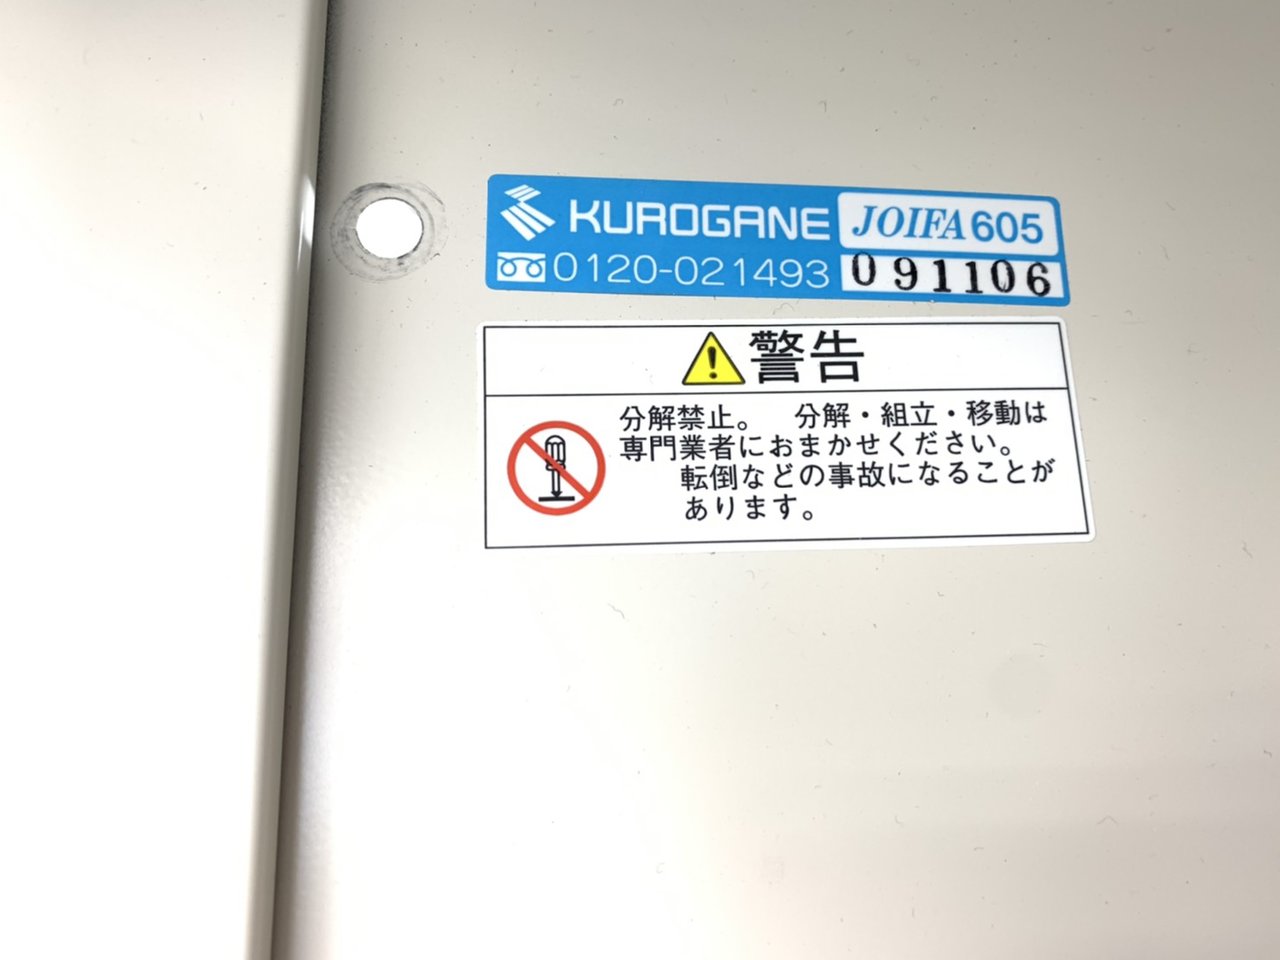 KUROGANE JOIFA605
0120-021493 091106
警告
分解禁止。 分解・組立・移動は
専門業者におまかせください。
転倒などの事故になることが
あります。